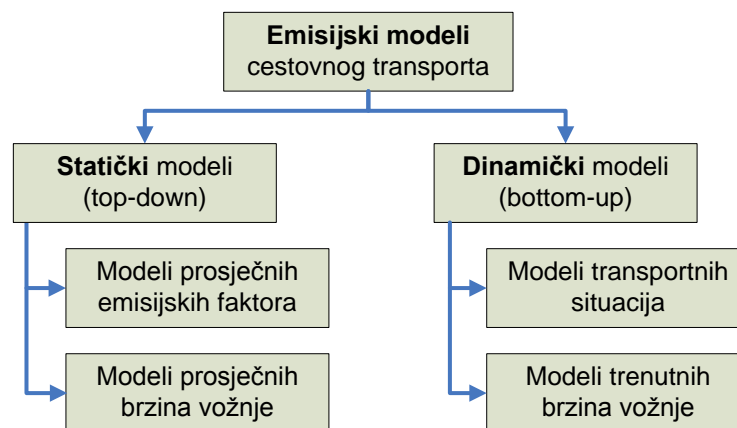 Emisijski modeli
cestovnog transporta
Statički modeli
(top-down)
Dinamički modeli
(bottom-up)
Modeli prosječnih
emisijskih faktora
Modeli transportnih
situacija
Modeli prosječnih
brzina vožnje
Modeli trenutnih
brzina vožnje